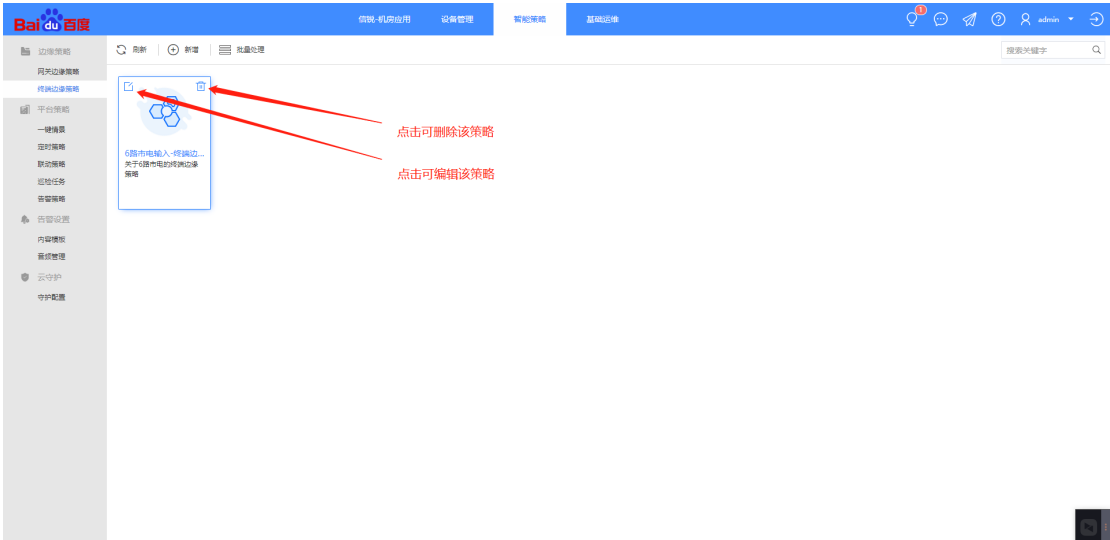 Bai du 百度
信锐-机房应用 设备管理 智能策略 基础运维
1
admin
边缘策略
网关边缘策略
终端边缘策略
平台策略
一键情景
定时策略
联动策略
巡检任务
告警策略
告警设置
内容模板
音频管理
云守护
守护配置
刷新 新增 批量处理
搜索关键字
6路市电输入-终端边...
关于6路市电的终端边缘
策略
点击可删除该策略
点击可编辑该策略